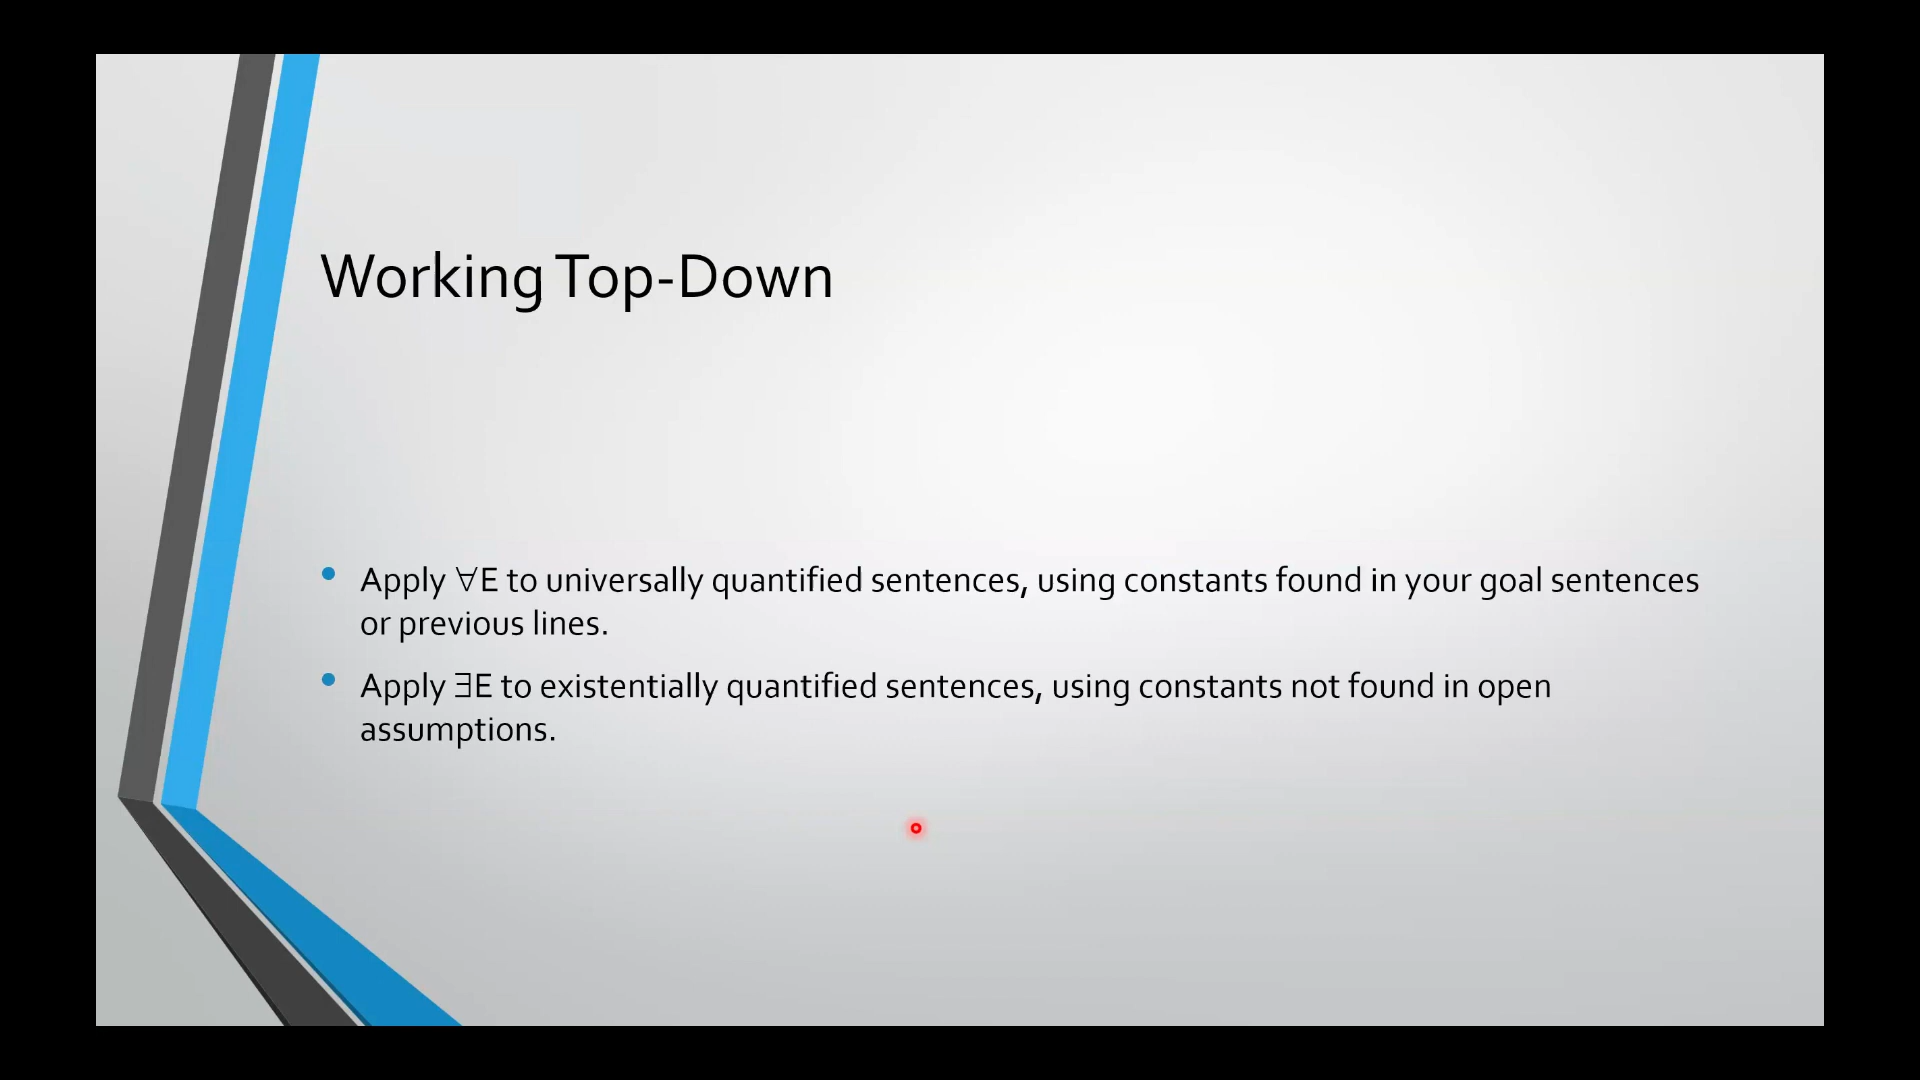 Working Top-Down
• Apply ∀E to universally quantified sentences, using constants found in your goal sentences
or previous lines.
• Apply ∃E to existentially quantified sentences, using constants not found in open
assumptions.